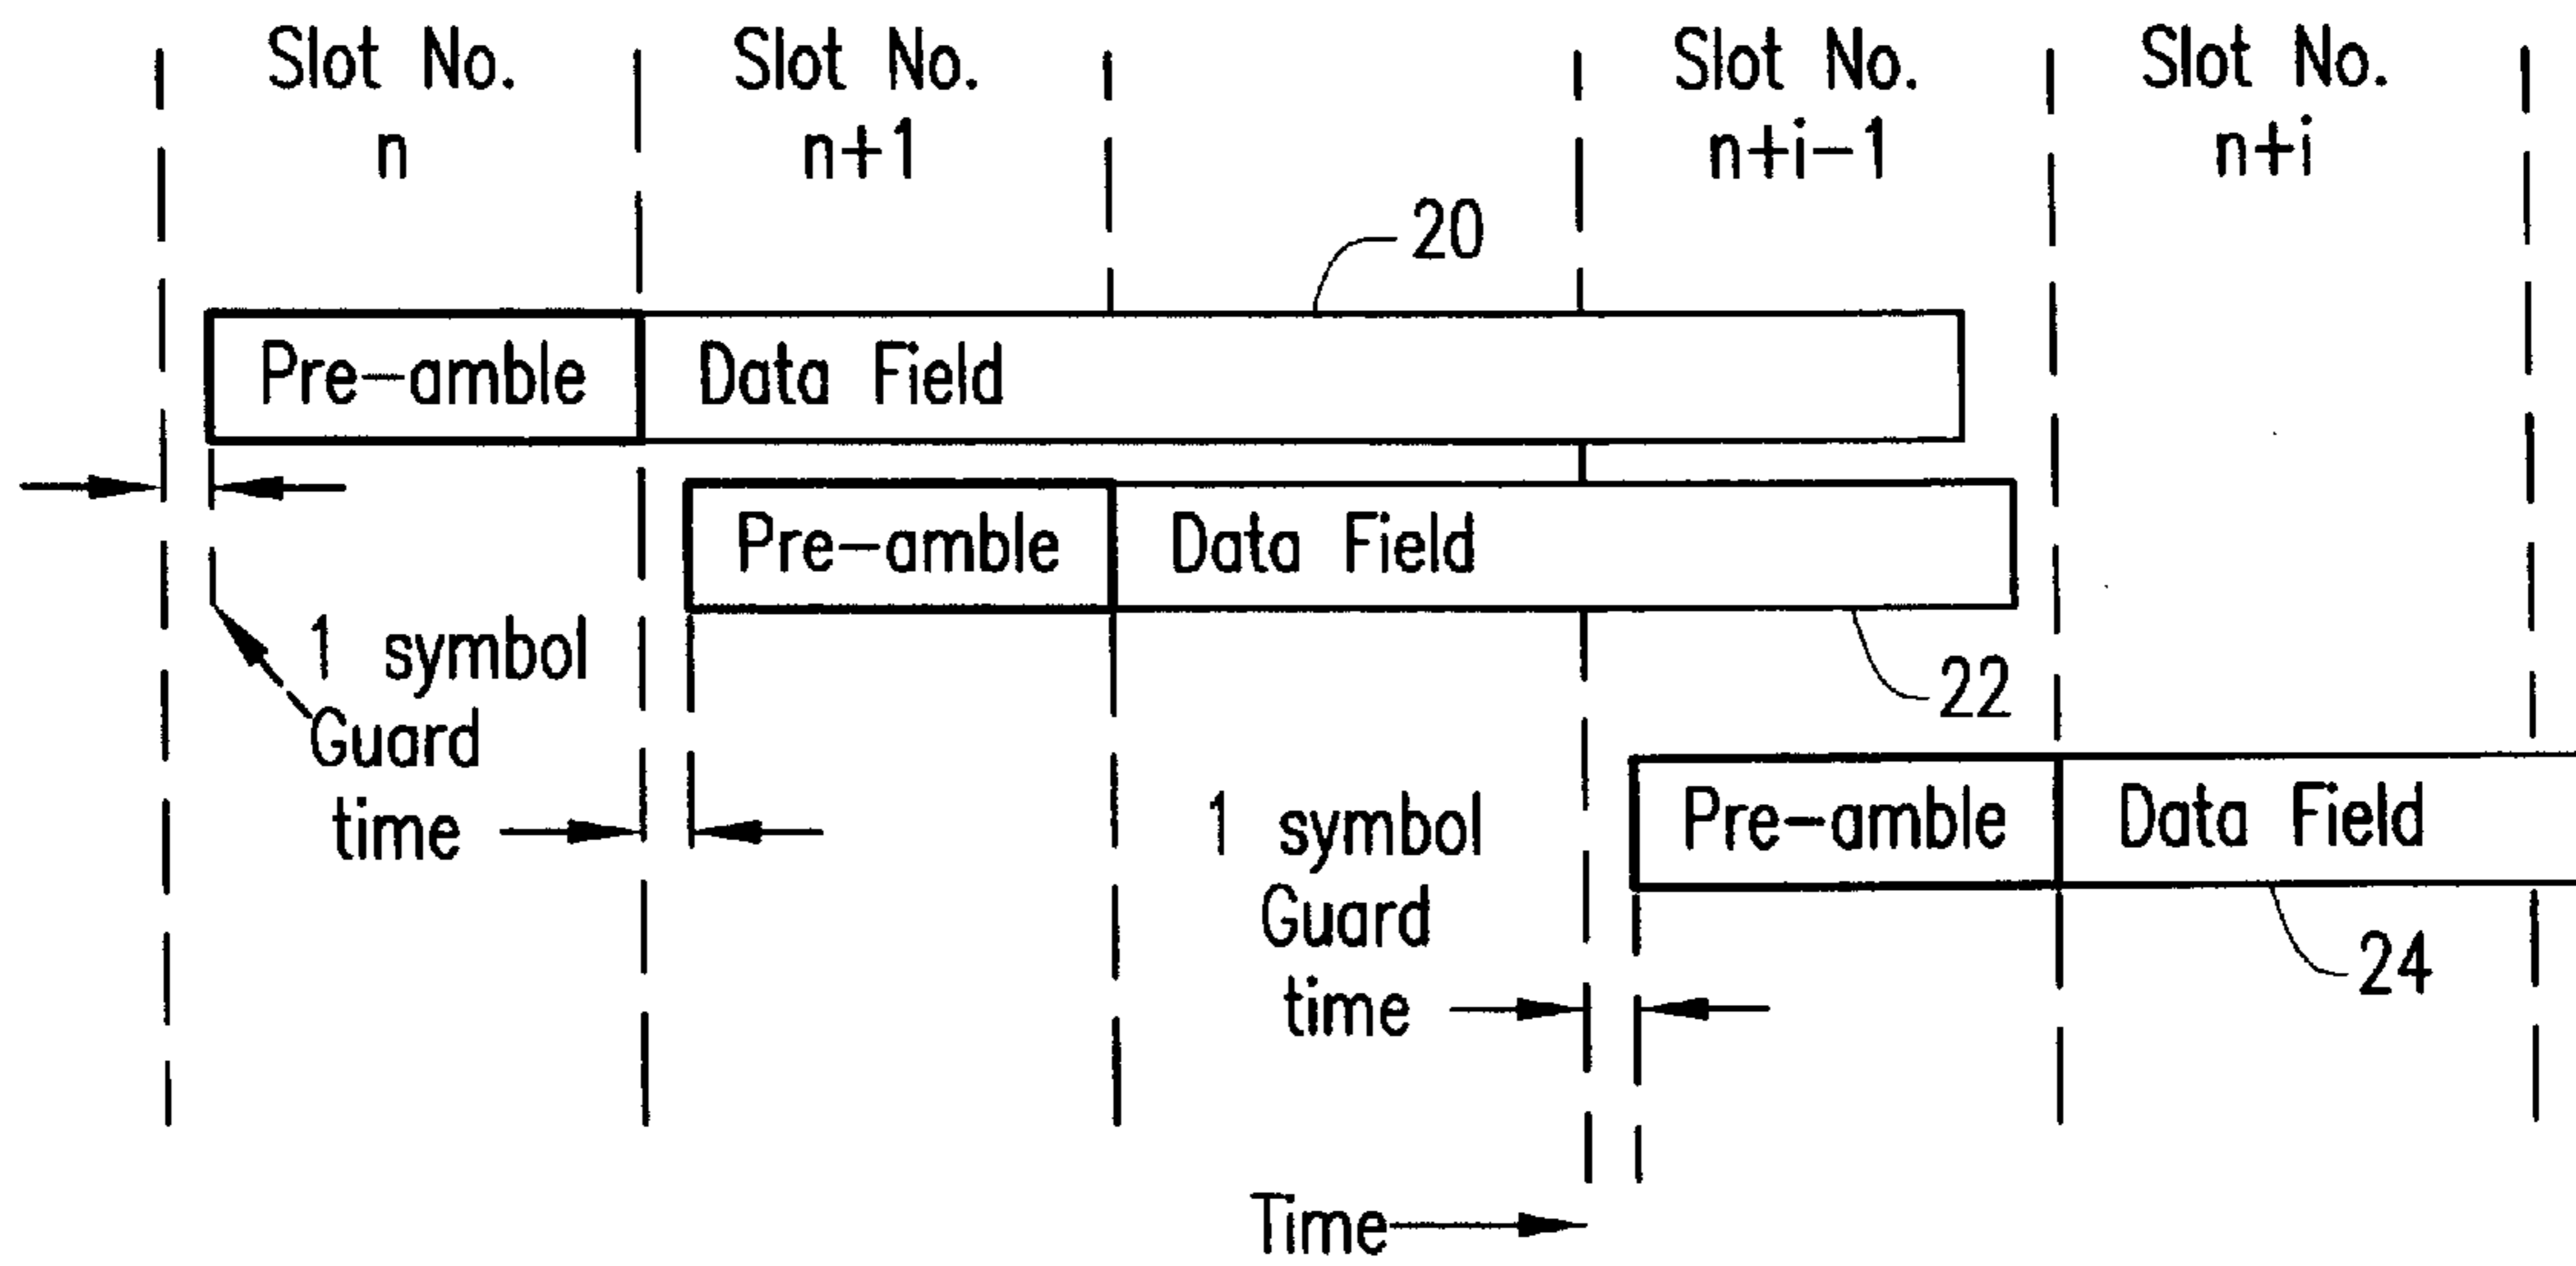 Slot No.
n
Slot No.
n+1
Slot No.
n+i-1
Slot No.
n+i
20
Pre-amble
Data Field
Pre-amble
Data Field
22
1 symbol
Guard
time
Pre-amble
Data Field
24
1 symbol
Guard
time
Time